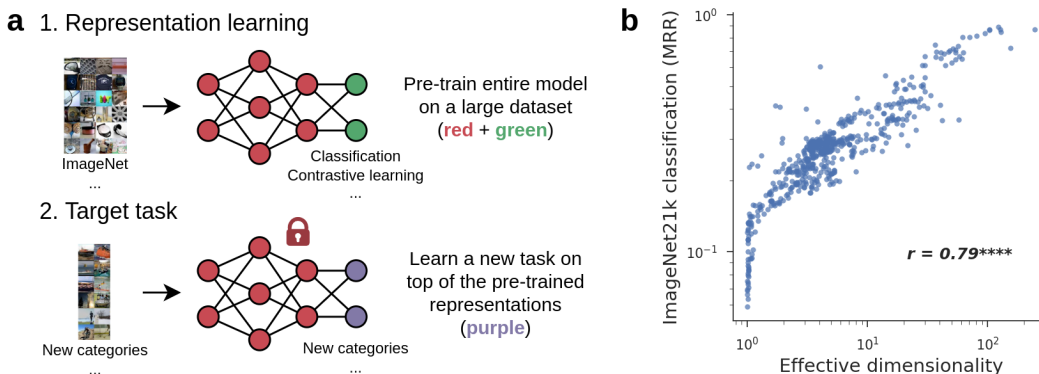 a
1. Representation learning
ImageNet
...
Classification
Contrastive learning
...
Pre-train entire model
on a large dataset
(red + green)
2. Target task
New categories
...
New categories
...
Learn a new task on
top of the pre-trained
representations
(purple)
b
ImageNet21k classification (MRR)
10⁰
10⁻¹
r = 0.79****
10⁰
10¹
10²
Effective dimensionality